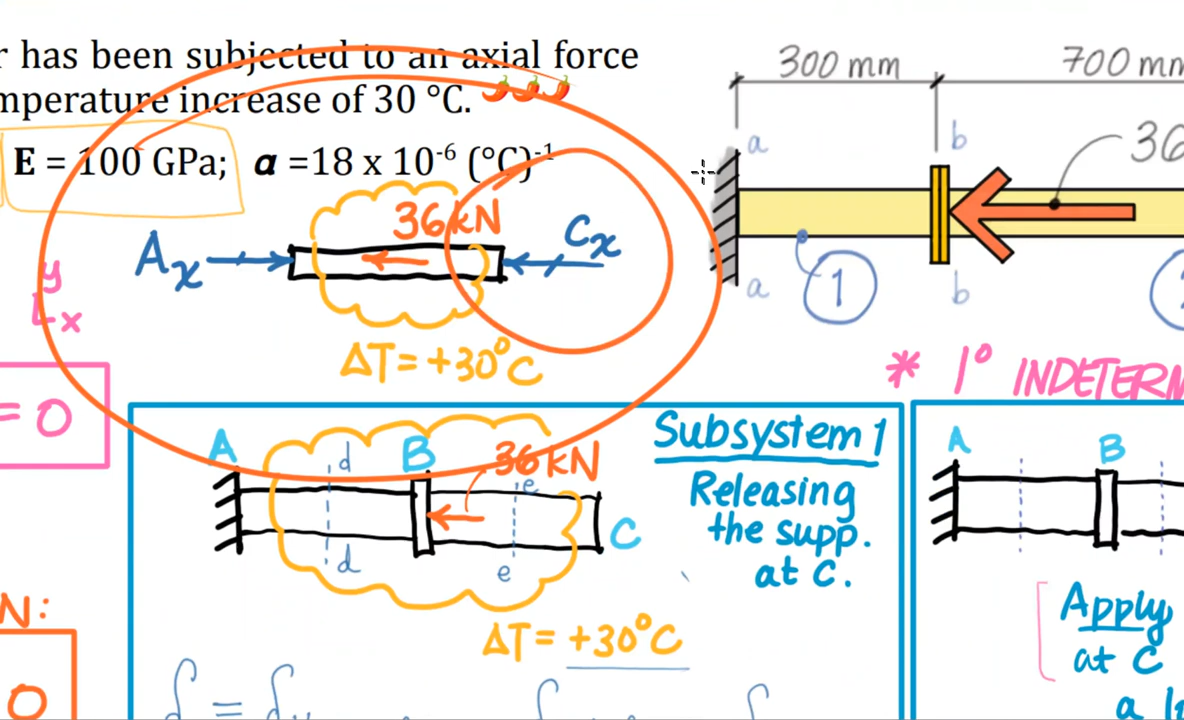 r has been subjected to an axial force
mperature increase of 30 °C.
E = 100 GPa; α =18 x 10-6 (°C)-1
300 mm
700 mm
a
b
36
36kN
Ax
Cx
y
x
a
1
b
ΔT = +30°C
* 1° INDETERM
= 0
A
B
36kN
d
e
C
d
e
Subsystem 1
Releasing
the supp.
at C.
ΔT = +30°C
A
B
Apply
at C
a
N:
0
δ = δ